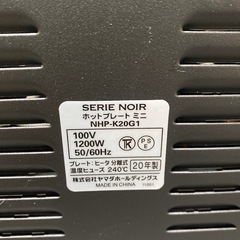 SERIE NOIR
ホットプレート ミニ
NHP-K20G1
100V
1200W
50/60Hz
PS
E
プレート:ヒータ分離式
温度ヒューズ 240℃
20年製
株式会社ヤマダホールディングス
MADE IN CHINA